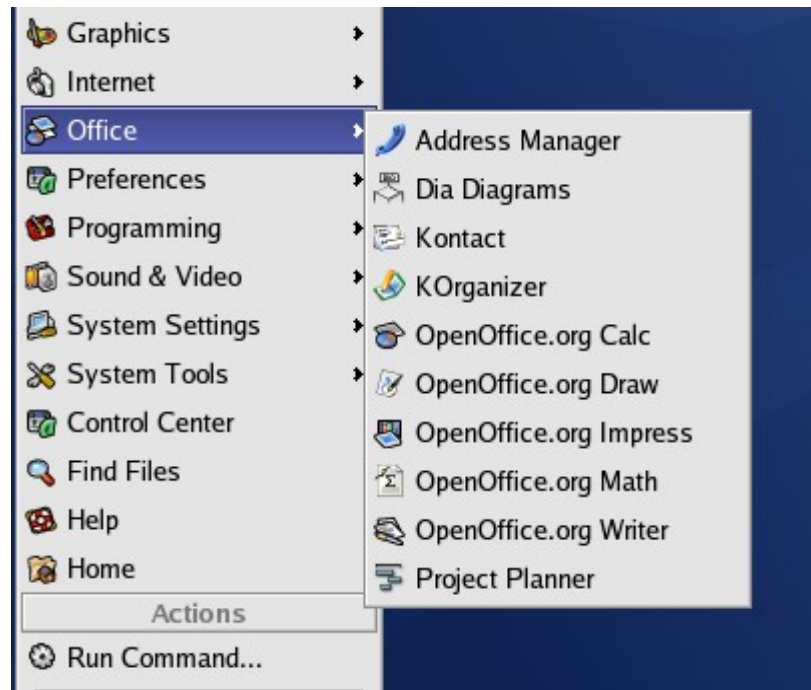 Graphics
Internet
Office
Preferences
Programming
Sound & Video
System Settings
System Tools
Control Center
Find Files
Help
Home
Actions
Run Command...
Address Manager
Dia Diagrams
Kontact
KOrganizer
OpenOffice.org Calc
OpenOffice.org Draw
OpenOffice.org Impress
OpenOffice.org Math
OpenOffice.org Writer
Project Planner